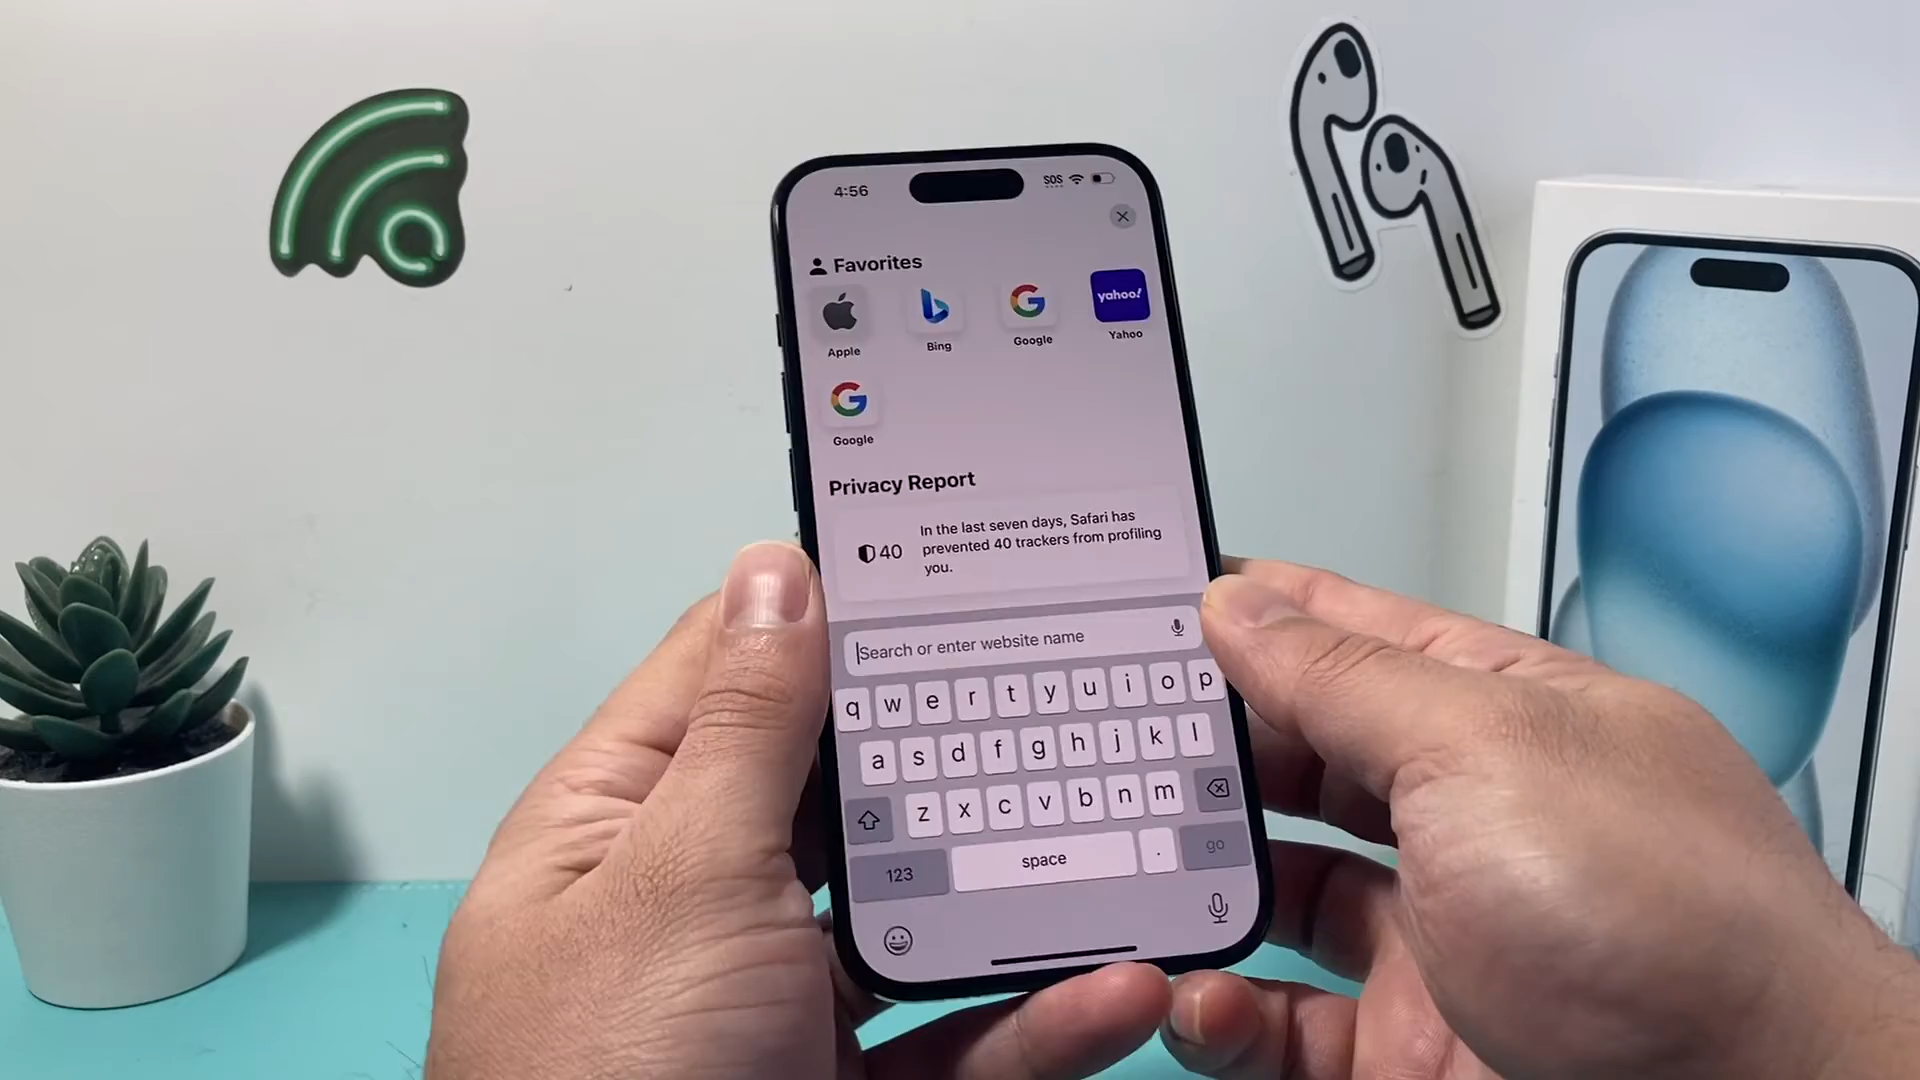 4:56
SOS
Favorites
yahoo!
Apple
Bing
Google
Yahoo
Google
Privacy Report
40
In the last seven days, Safari has
prevented 40 trackers from profiling
you.
Search or enter website name
q w e r t y u i o p
a s d f g h j k l
z x c v b n m
123 space . go